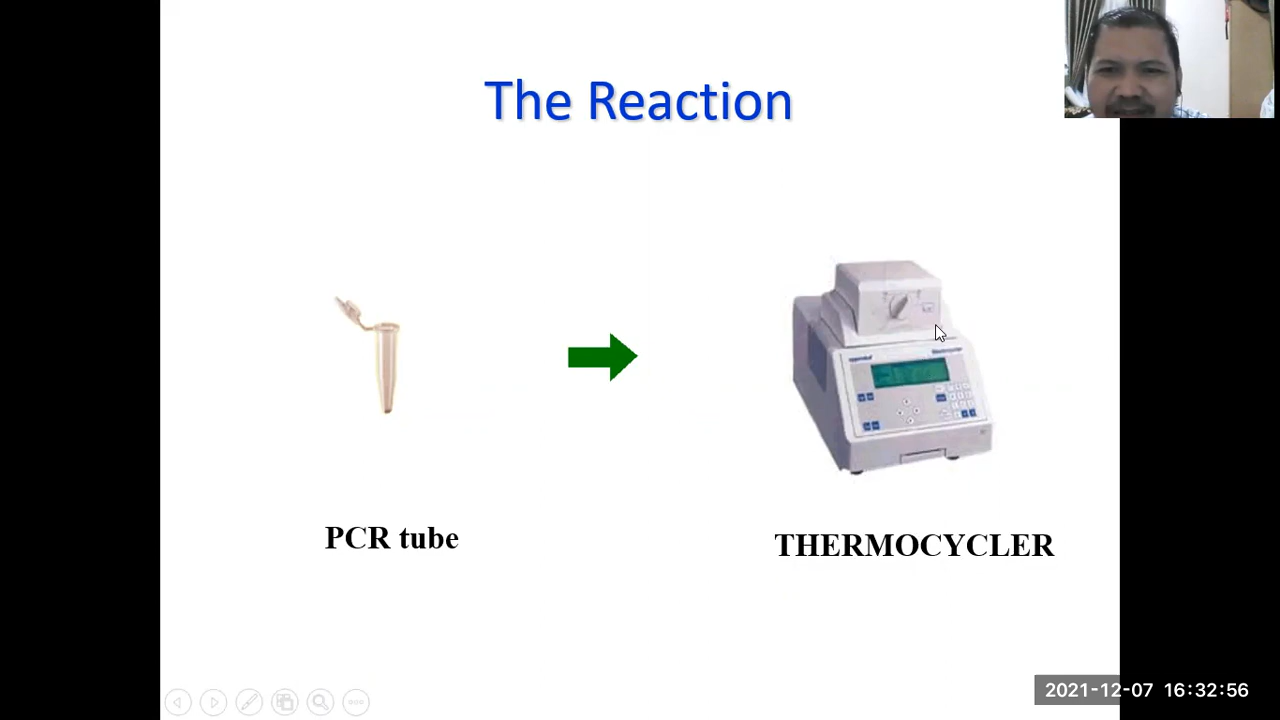 The Reaction
PCR tube
THERMOCYCLER
2021-12-07 16:32:56